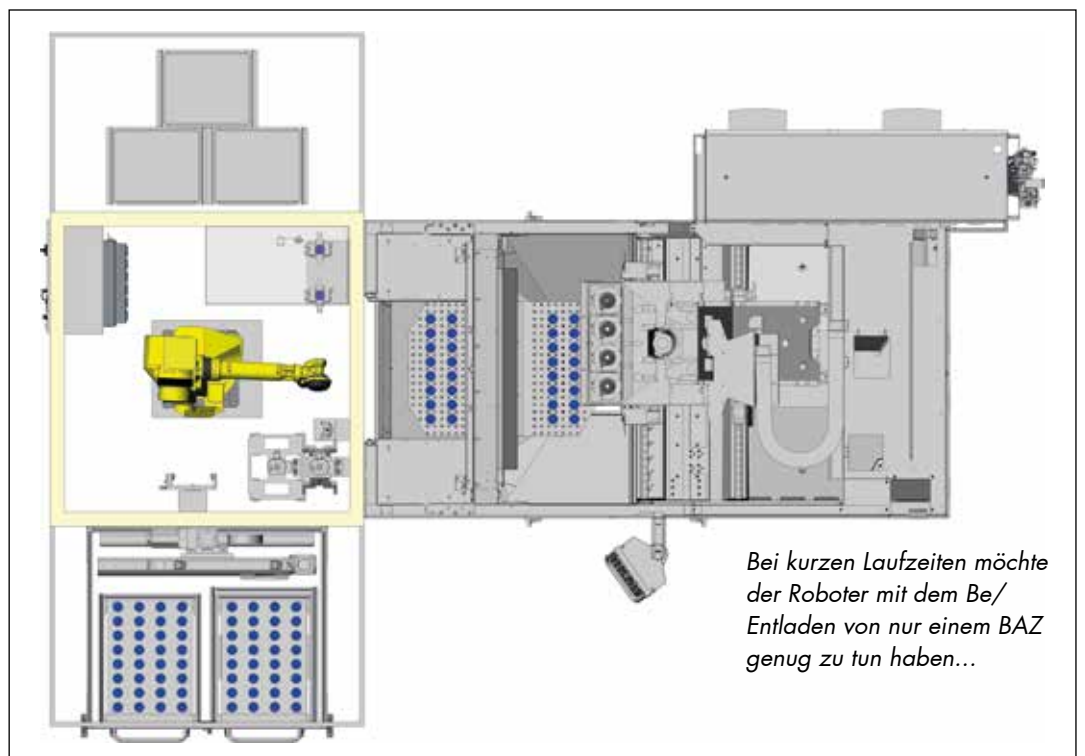 Bei kurzen Laufzeiten möchte
der Roboter mit dem Be/
Entladen von nur einem BAZ
genug zu tun haben...